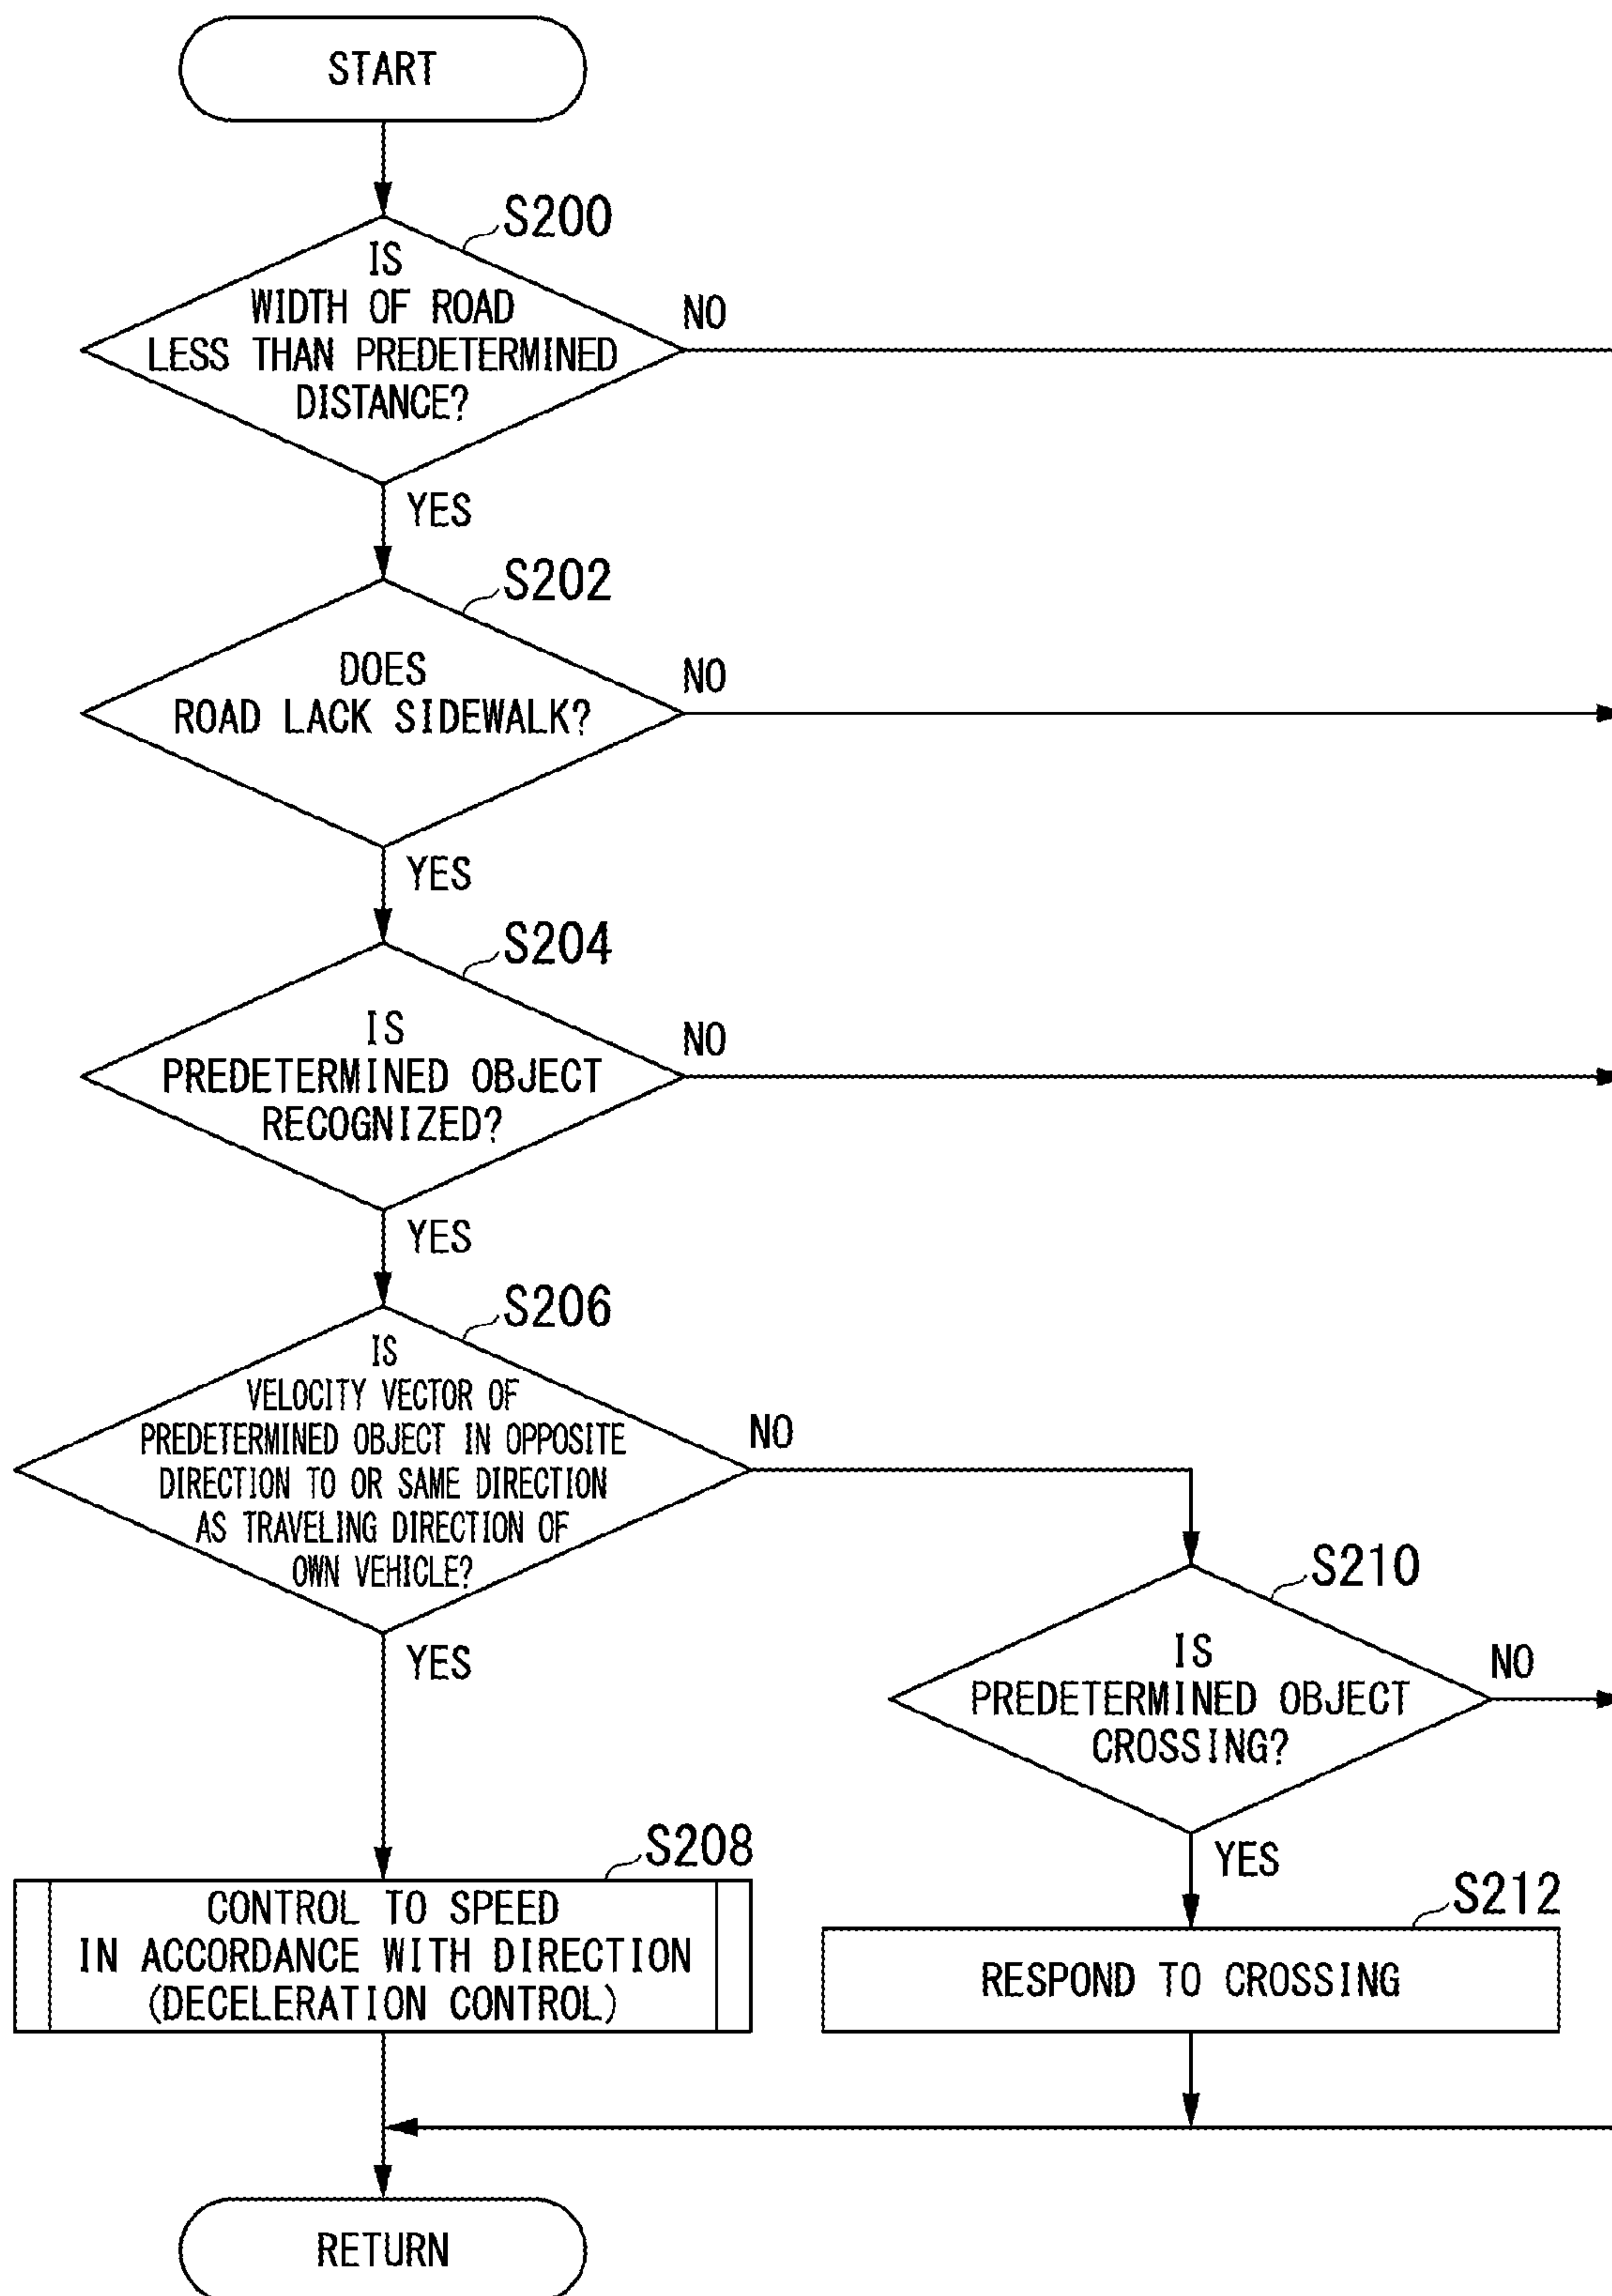 START
S200
IS
WIDTH OF ROAD
LESS THAN PREDETERMINED
DISTANCE?
NO
YES
S202
DOES
ROAD LACK SIDEWALK?
NO
YES
S204
IS
PREDETERMINED OBJECT
RECOGNIZED?
NO
YES
S206
IS
VELOCITY VECTOR OF
PREDETERMINED OBJECT IN OPPOSITE
DIRECTION TO OR SAME DIRECTION
AS TRAVELING DIRECTION OF
OWN VEHICLE?
NO
YES
S210
IS
PREDETERMINED OBJECT
CROSSING?
NO
YES
S208
CONTROL TO SPEED
IN ACCORDANCE WITH DIRECTION
(DECELERATION CONTROL)
S212
RESPOND TO CROSSING
RETURN